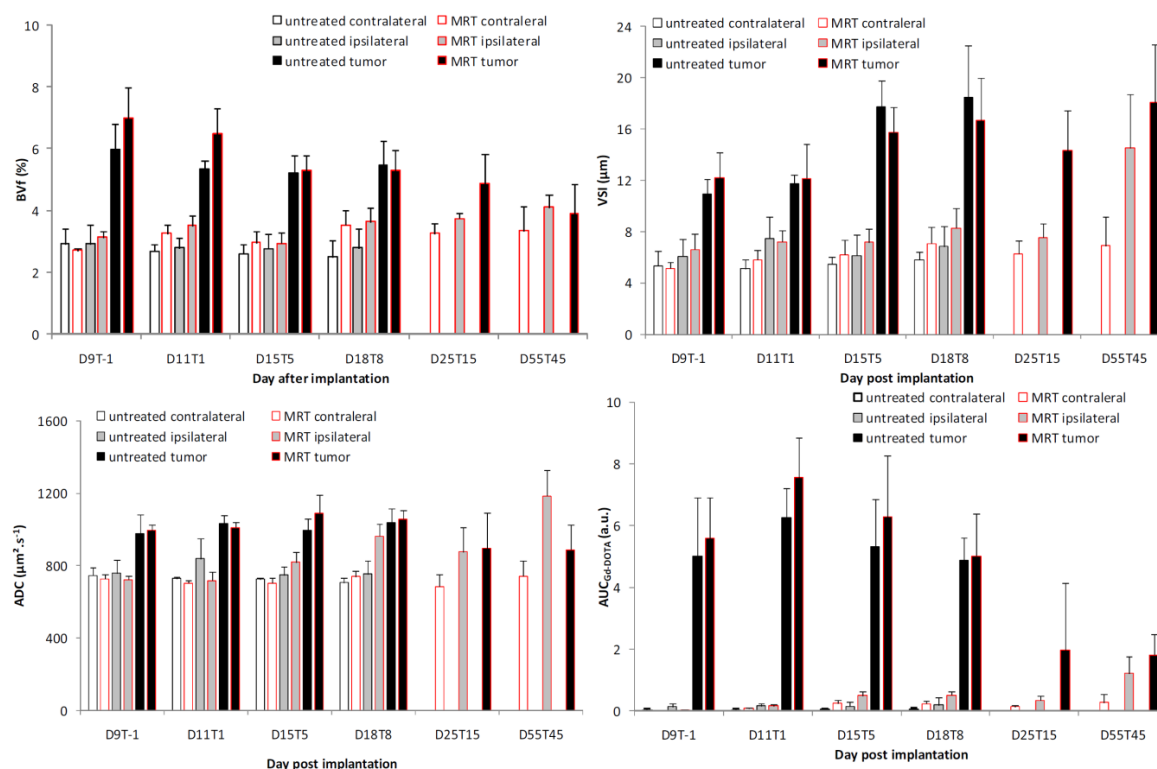 untreated contralateral MRT contraleral
untreated ipsilateral MRT ipsilateral
untreated tumor MRT tumor
BVf (%)
10
8
6
4
2
0
D9T-1 D11T1 D15T5 D18T8 D25T15 D55T45
Day after implantation
untreated contralateral MRT contraleral
untreated ipsilateral MRT ipsilateral
untreated tumor MRT tumor
VSI (μm)
24
20
16
12
8
4
0
D9T-1 D11T1 D15T5 D18T8 D25T15 D55T45
Day post implantation
untreated contralateral MRT contraleral
untreated ipsilateral MRT ipsilateral
untreated tumor MRT tumor
ADC (μm².s⁻¹)
1600
1200
800
400
0
D9T-1 D11T1 D15T5 D18T8 D25T15 D55T45
Day post implantation
untreated contralateral MRT contraleral
untreated ipsilateral MRT ipsilateral
untreated tumor MRT tumor
AUC Gd-DOTA (a.u.)
10
8
6
4
2
0
D9T-1 D11T1 D15T5 D18T8 D25T15 D55T45
Day post implantation